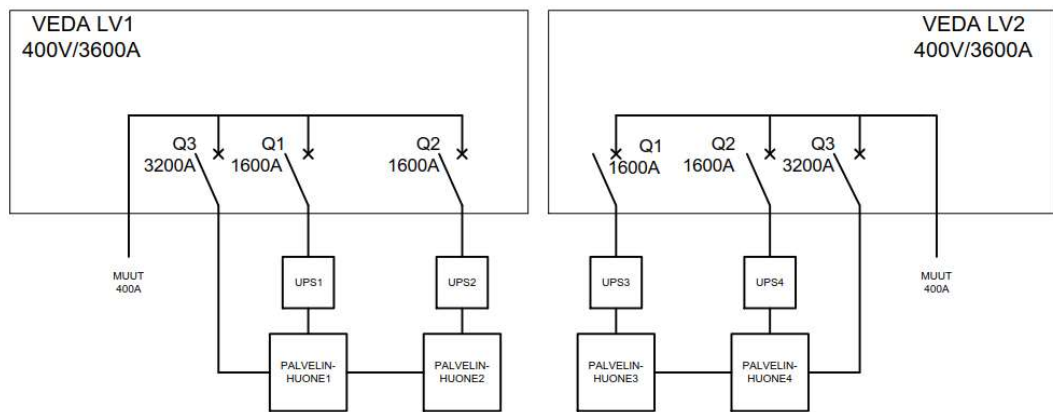 VEDA LV1
400V/3600A
VEDA LV2
400V/3600A
Q3
3200A
Q1
1600A
Q2
1600A
Q1
1600A
Q2
1600A
Q3
3200A
MUUT
400A
UPS1
UPS2
UPS3
UPS4
MUUT
400A
PALVELIN-
HUONE1
PALVELIN-
HUONE2
PALVELIN-
HUONE3
PALVELIN-
HUONE4